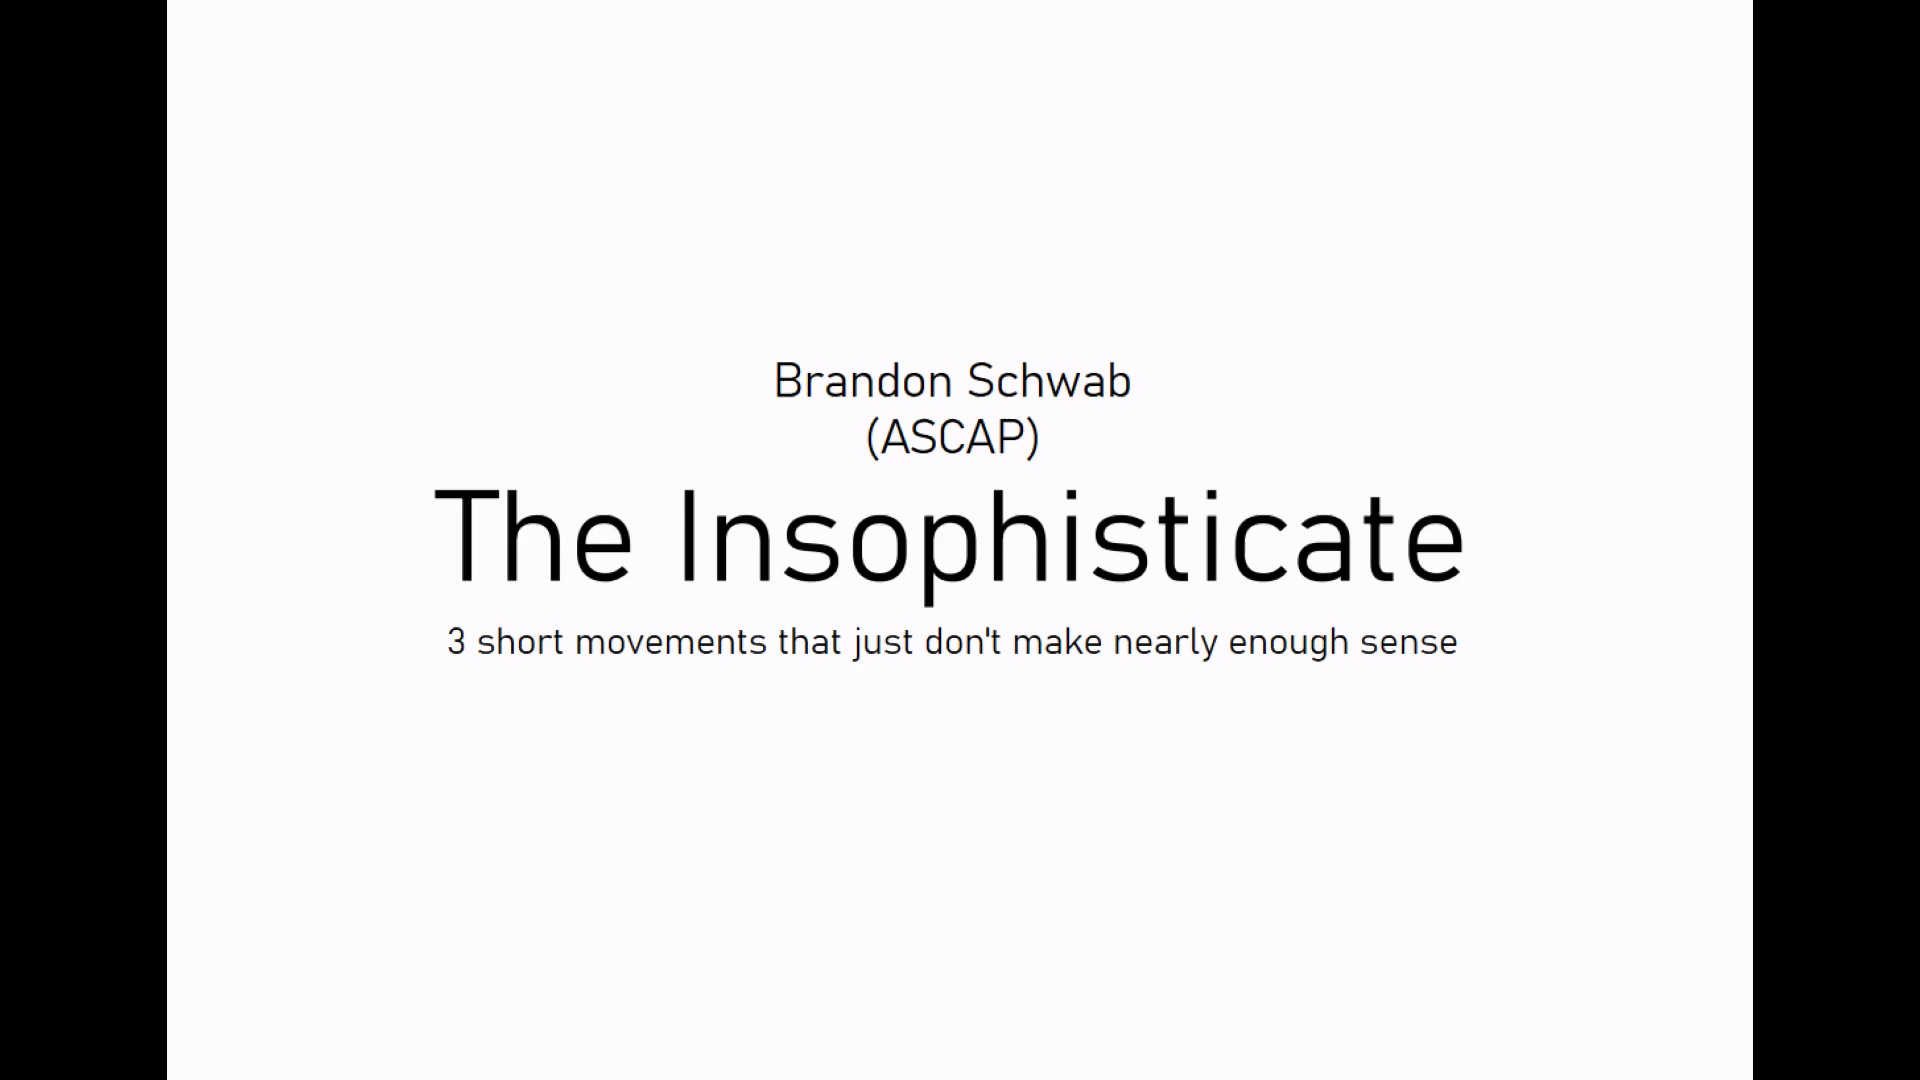 Brandon Schwab
(ASCAP)
The Insophisticate
3 short movements that just don't make nearly enough sense